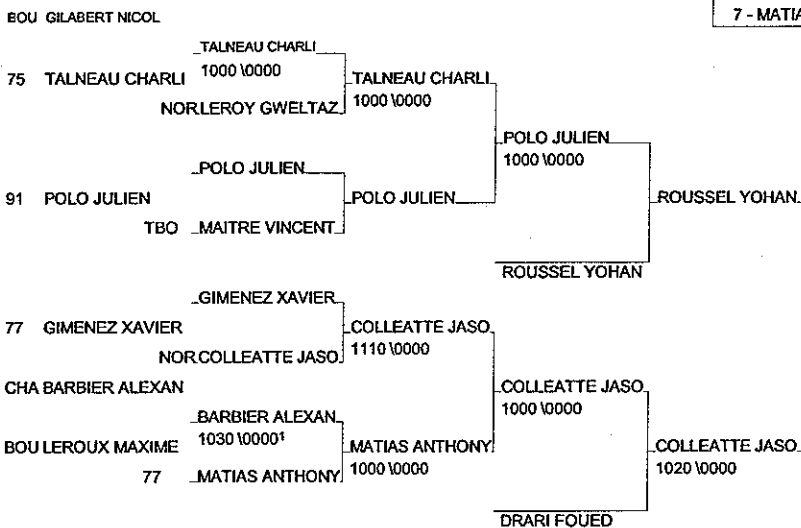 BOU GILABERT NICOL
7 - MATIA
TALNEAU CHARLI
75 TALNEAU CHARLI 1000 \0000 TALNEAU CHARLI
NOR LEROY GWELTAZ 1000 \0000
POLO JULIEN
1000 \0000
POLO JULIEN
91 POLO JULIEN POLO JULIEN ROUSSEL YOHAN
TBO MAITRE VINCENT
ROUSSEL YOHAN
GIMENEZ XAVIER
77 GIMENEZ XAVIER COLLEATTE JASO
NOR COLLEATTE JASO 1110 \0000
CHA BARBIER ALEXAN COLLEATTE JASO
1000 \0000
BARBIER ALEXAN
BOU LEROUX MAXIME 1030 \0000¹ MATIAS ANTHONY COLLEATTE JASO
77 MATIAS ANTHONY 1000 \0000 1020 \0000
DRARI FOUED